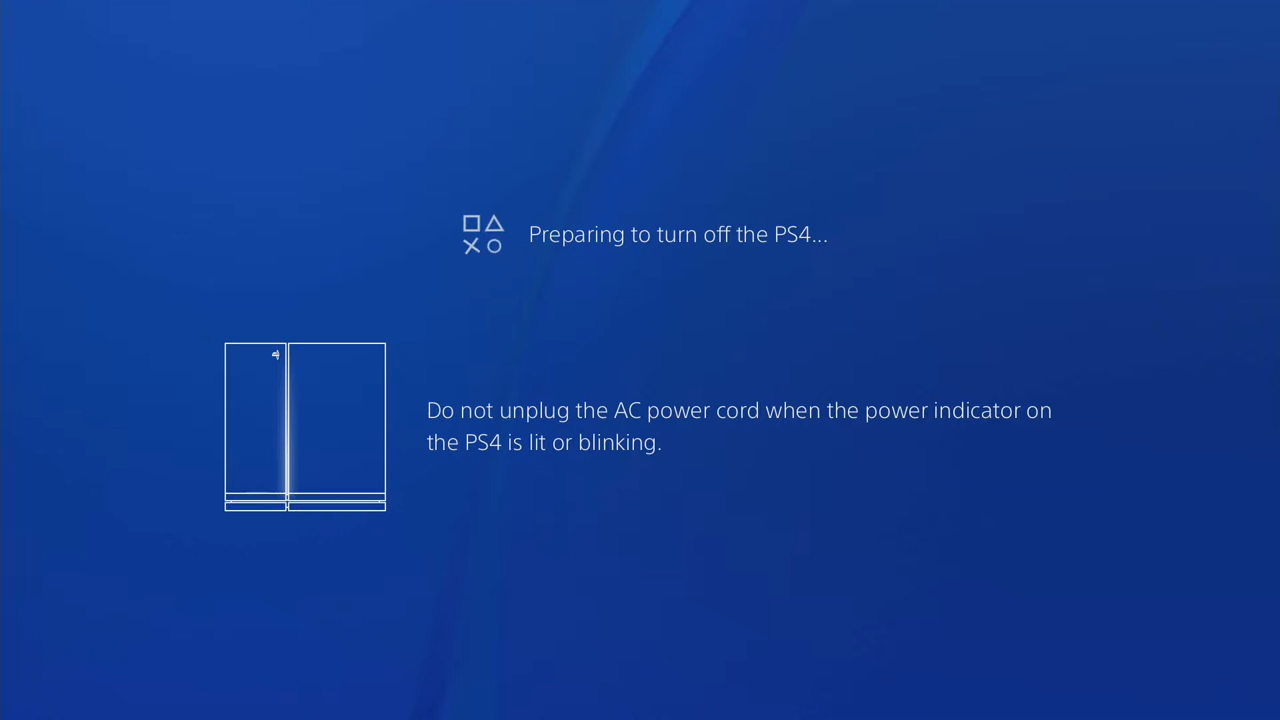 Preparing to turn off the PS4...
Do not unplug the AC power cord when the power indicator on
the PS4 is lit or blinking.